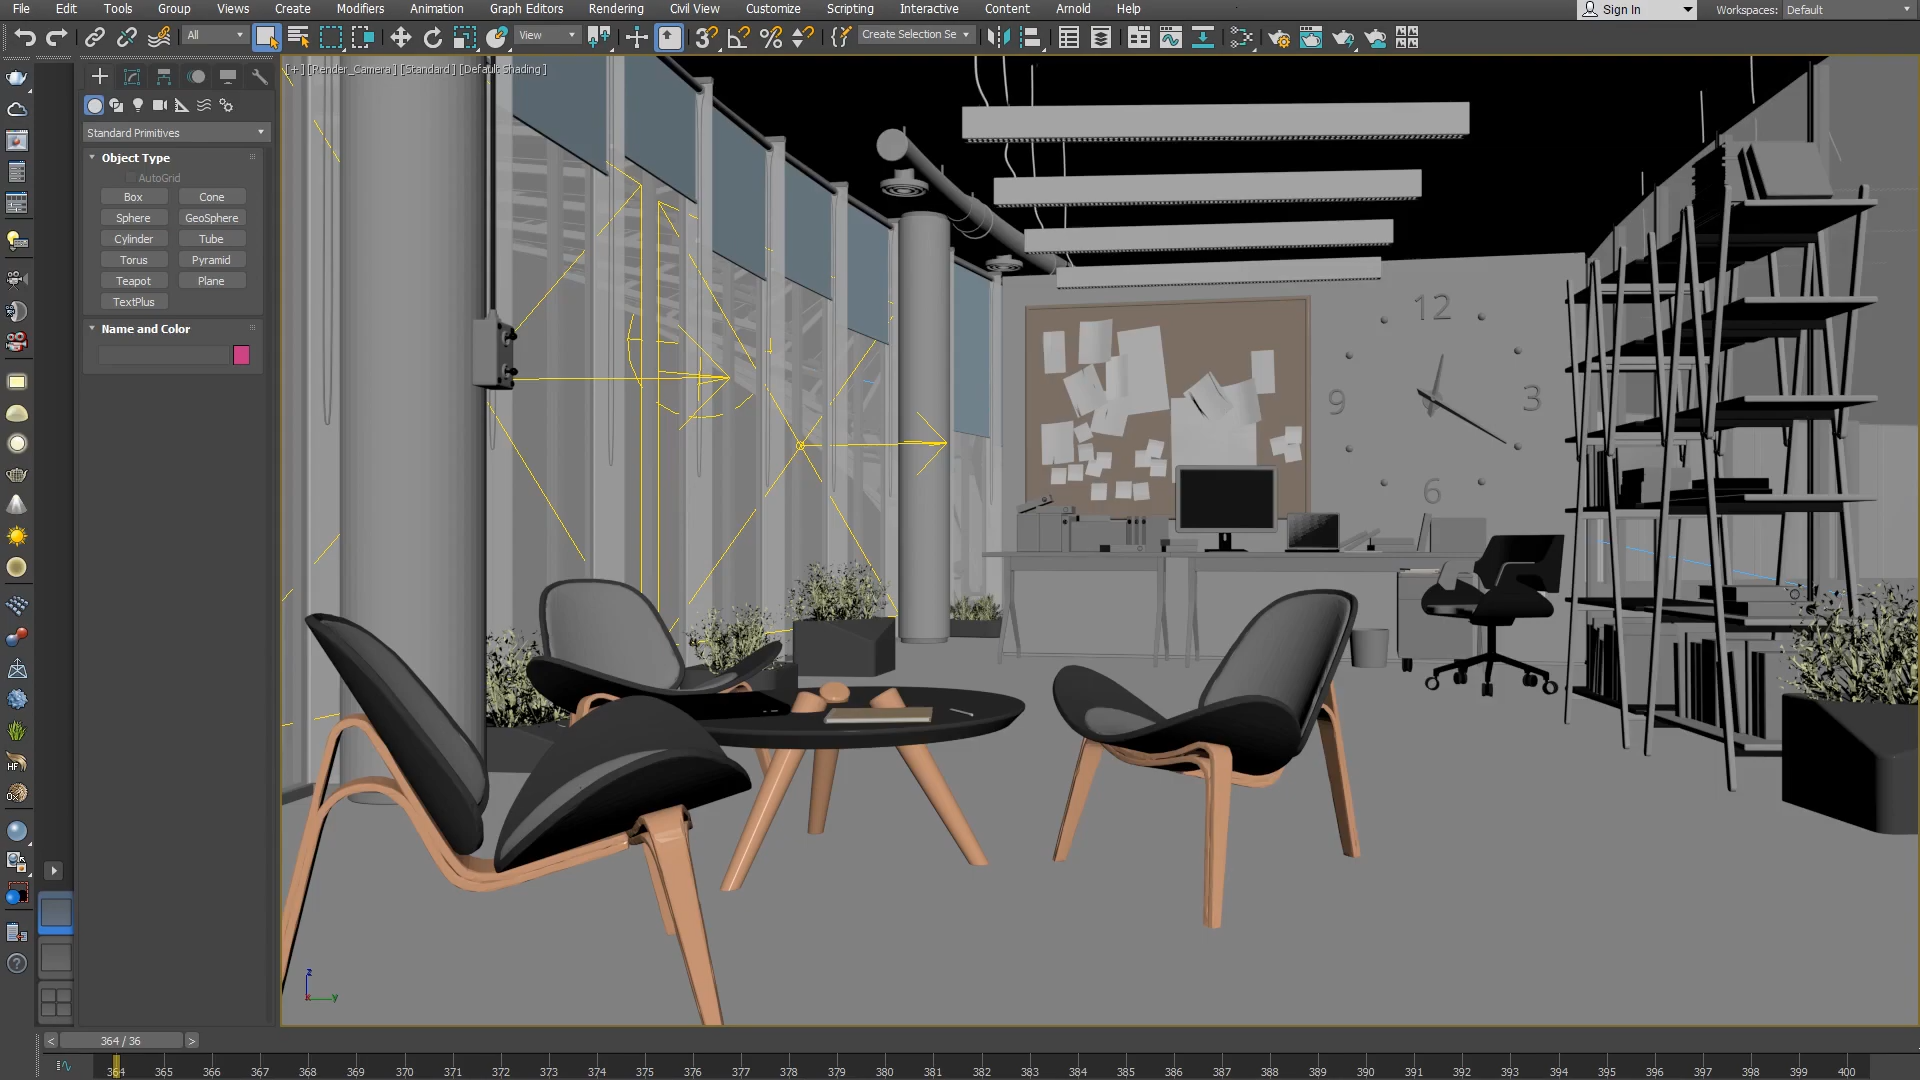 File Edit Tools Group Views Create Modifiers Animation Graph Editors Rendering Civil View Customize Scripting Interactive Content Arnold Help Sign In Workspaces: Default
All View Create Selection Se
[+] [Render_Camera] [Standard] [Default Shading]
Standard Primitives
Object Type
AutoGrid
Box Cone
Sphere GeoSphere
Cylinder Tube
Torus Pyramid
Teapot Plane
TextPlus
Name and Color
12
3
9
6
HF
z
x y
< 364 / 36 >
364 365 366 367 368 369 370 371 372 373 374 375 376 377 378 379 380 381 382 383 384 385 386 387 388 389 390 391 392 393 394 395 396 397 398 399 400